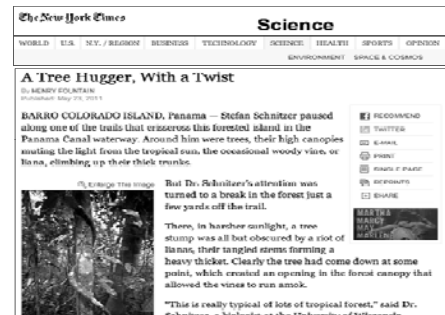 The New York Times
Science
WORLD U.S. N.Y. / REGION BUSINESS TECHNOLOGY SCIENCE HEALTH SPORTS OPINION
ENVIRONMENT SPACE & COSMOS
A Tree Hugger, With a Twist
By HENRY FOUNTAIN
Published: May 23, 2011
BARRO COLORADO ISLAND, Panama — Stefan Schnitzer paused
along one of the trails that crisscross this forested island in the
Panama Canal waterway. Around him were trees, their high canopies
muting the light from the tropical sun, the occasional woody vine, or
liana, climbing up their thick trunks.
RECOMMEND
TWITTER
E-MAIL
PRINT
SINGLE PAGE
REPRINTS
SHARE
MARTHA
MARCY
MAY
Enlarge This Image
But Dr. Schnitzer's attention was
turned to a break in the forest just a
few yards off the trail.
There, in harsher sunlight, a tree
stump was all but obscured by a riot of
lianas, their tangled stems forming a
heavy thicket. Clearly the tree had come down at some
point, which created an opening in the forest canopy that
allowed the vines to run amok.
"This is really typical of lots of tropical forest," said Dr.